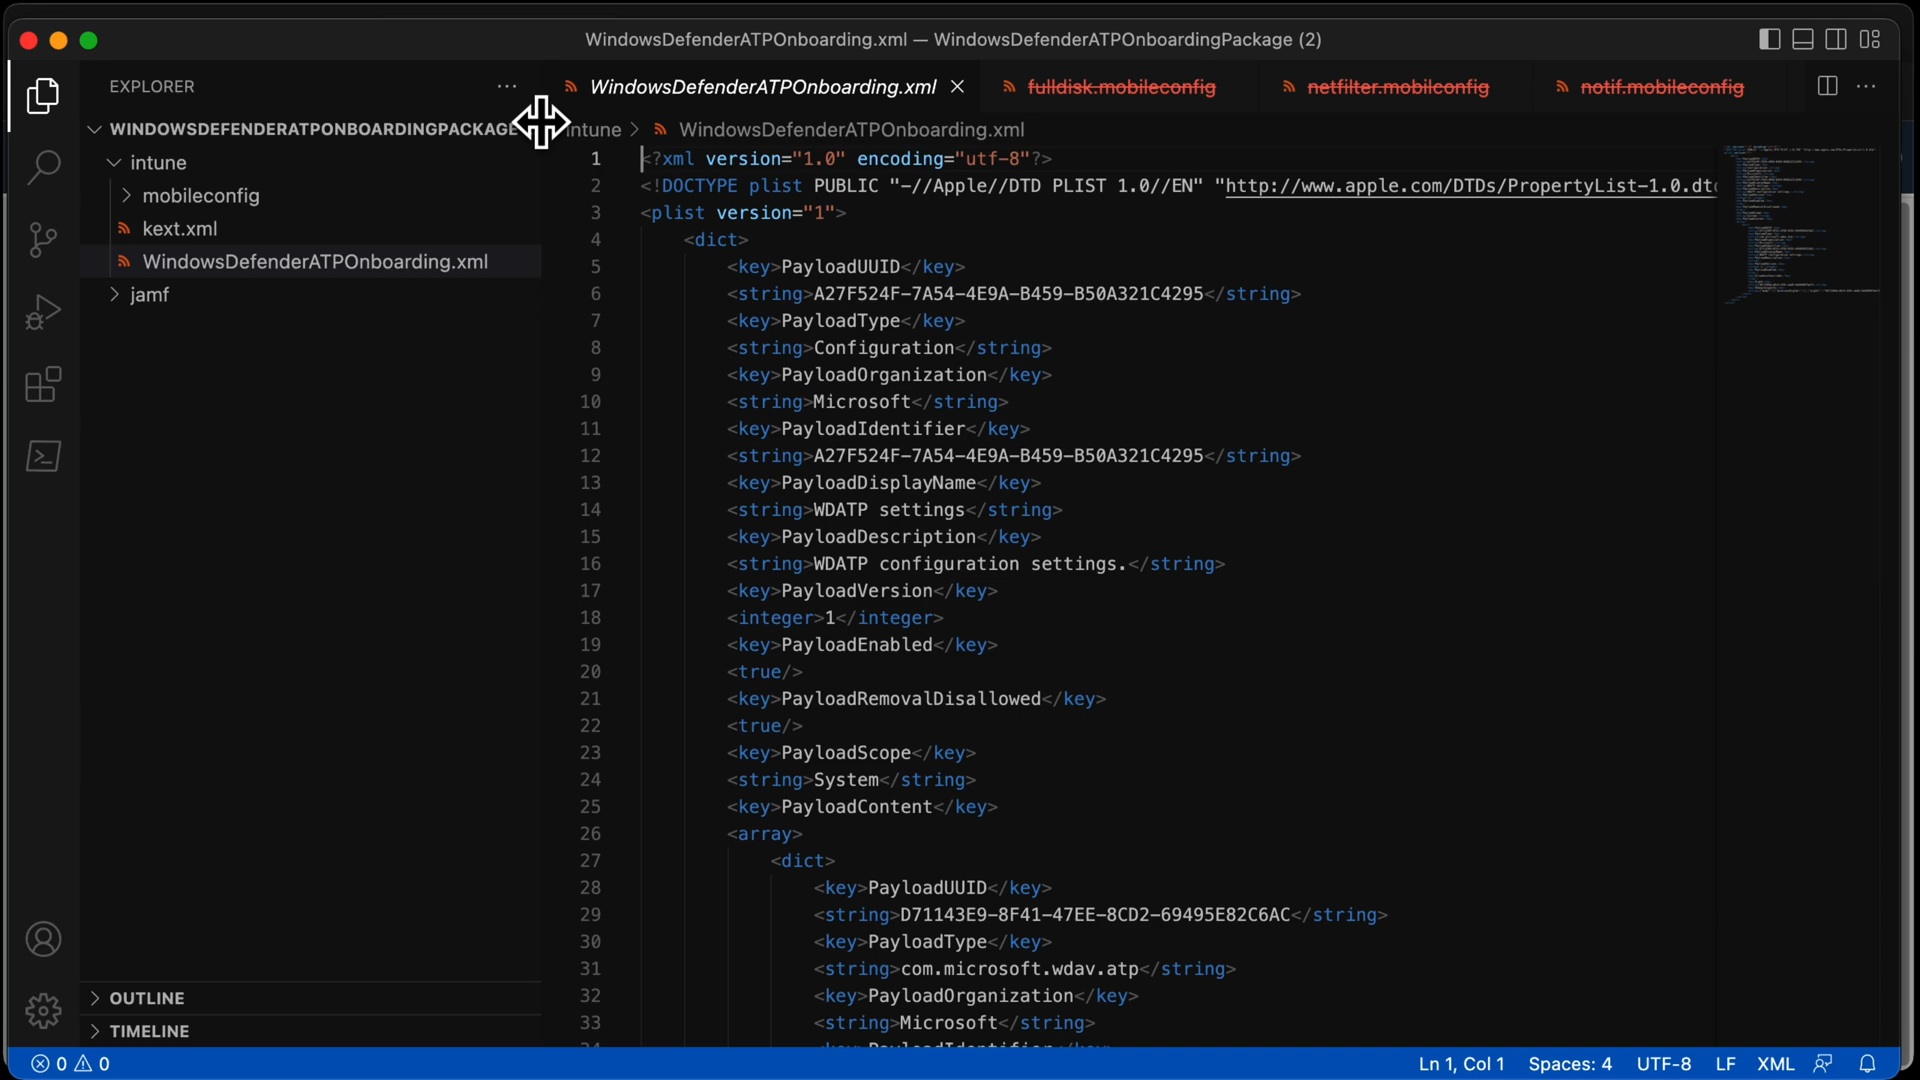 WindowsDefenderATPOnboarding.xml — WindowsDefenderATPOnboardingPackage (2)
EXPLORER
WindowsDefenderATPOnboarding.xml
fulldisk.mobileconfig
netfilter.mobilconfig
notif.mobileconfig
WINDOWSDEFENDERATPONBOARDINGPACKAGE
intune
mobileconfig
kext.xml
WindowsDefenderATPOnboarding.xml
jamf
OUTLINE
TIMELINE
intune > WindowsDefenderATPOnboarding.xml
1 <?xml version="1.0" encoding="utf-8"?>
2 <!DOCTYPE plist PUBLIC "-//Apple//DTD PLIST 1.0//EN" "http://www.apple.com/DTDs/PropertyList-1.0.dtd
3 <plist version="1">
4 <dict>
5 <key>PayloadUUID</key>
6 <string>A27F524F-7A54-4E9A-B459-B50A321C4295</string>
7 <key>PayloadType</key>
8 <string>Configuration</string>
9 <key>PayloadOrganization</key>
10 <string>Microsoft</string>
11 <key>PayloadIdentifier</key>
12 <string>A27F524F-7A54-4E9A-B459-B50A321C4295</string>
13 <key>PayloadDisplayName</key>
14 <string>WDATP settings</string>
15 <key>PayloadDescription</key>
16 <string>WDATP configuration settings.</string>
17 <key>PayloadVersion</key>
18 <integer>1</integer>
19 <key>PayloadEnabled</key>
20 <true/>
21 <key>PayloadRemovalDisallowed</key>
22 <true/>
23 <key>PayloadScope</key>
24 <string>System</string>
25 <key>PayloadContent</key>
26 <array>
27 <dict>
28 <key>PayloadUUID</key>
29 <string>D71143E9-8F41-47EE-8CD2-69495E82C6AC</string>
30 <key>PayloadType</key>
31 <string>com.microsoft.wdav.atp</string>
32 <key>PayloadOrganization</key>
33 <string>Microsoft</string>
34 <key>PayloadIdentifier</key>
0 0
Ln 1, Col 1 Spaces: 4 UTF-8 LF XML